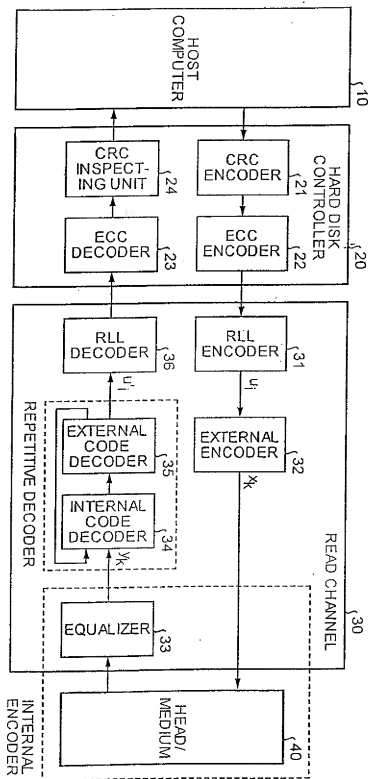 10
HOST
COMPUTER
HARD DISK
CONTROLLER
20
CRC
ENCODER
21
ECC
ENCODER
22
CRC
INSPECT-
ING UNIT
24
ECC
DECODER
23
READ CHANNEL
30
RLL
ENCODER
31
ui
EXTERNAL
ENCODER
32
xk
RLL
DECODER
36
ui'
EXTERNAL
CODE
DECODER
35
INTERNAL
CODE
DECODER
34
yk
REPETITIVE DECODER
EQUALIZER
33
HEAD/
MEDIUM
40
INTERNAL
ENCODER